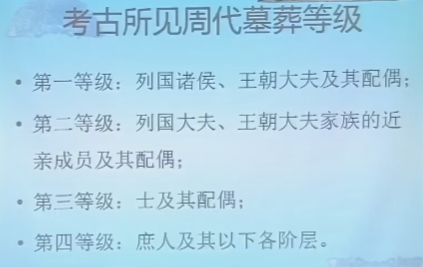 考古所见周代墓葬等级
• 第一等级：列国诸侯、王朝大夫及其配偶；
• 第二等级：列国大夫、王朝大夫家族的近
亲成员及其配偶；
• 第三等级：士及其配偶；
• 第四等级：庶人及其以下各阶层。